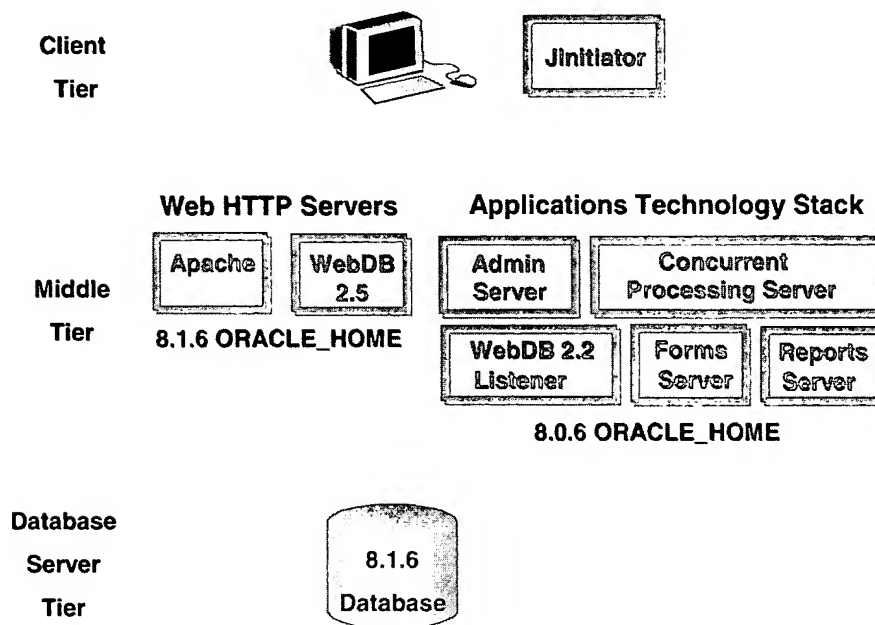 Client
Tier
Jinitiator
Web HTTP Servers
Applications Technology Stack
Middle
Tier
Apache
WebDB
2.5
Admin
Server
Concurrent
Processing Server
8.1.6 ORACLE_HOME
WebDB 2.2
Listener
Forms
Server
Reports
Server
8.0.6 ORACLE_HOME
Database
Server
Tier
8.1.6
Database